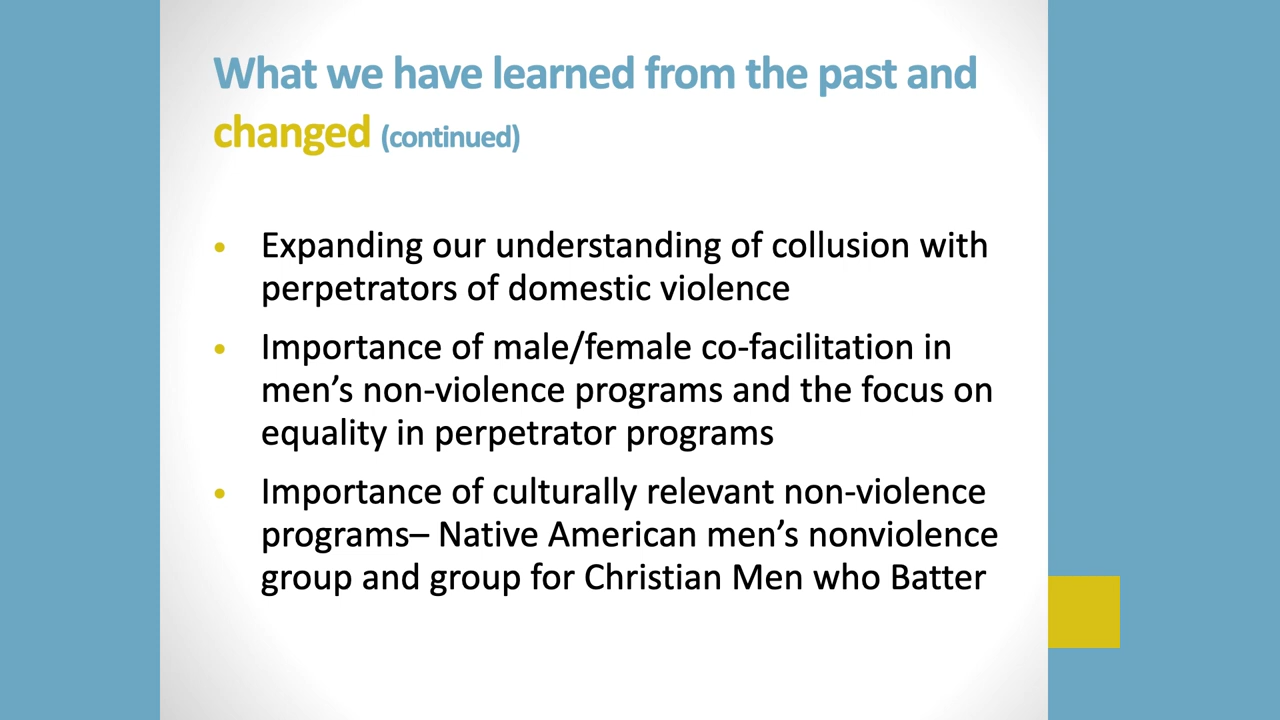 What we have learned from the past and
changed (continued)
• Expanding our understanding of collusion with
perpetrators of domestic violence
• Importance of male/female co-facilitation in
men’s non-violence programs and the focus on
equality in perpetrator programs
• Importance of culturally relevant non-violence
programs– Native American men’s nonviolence
group and group for Christian Men who Batter